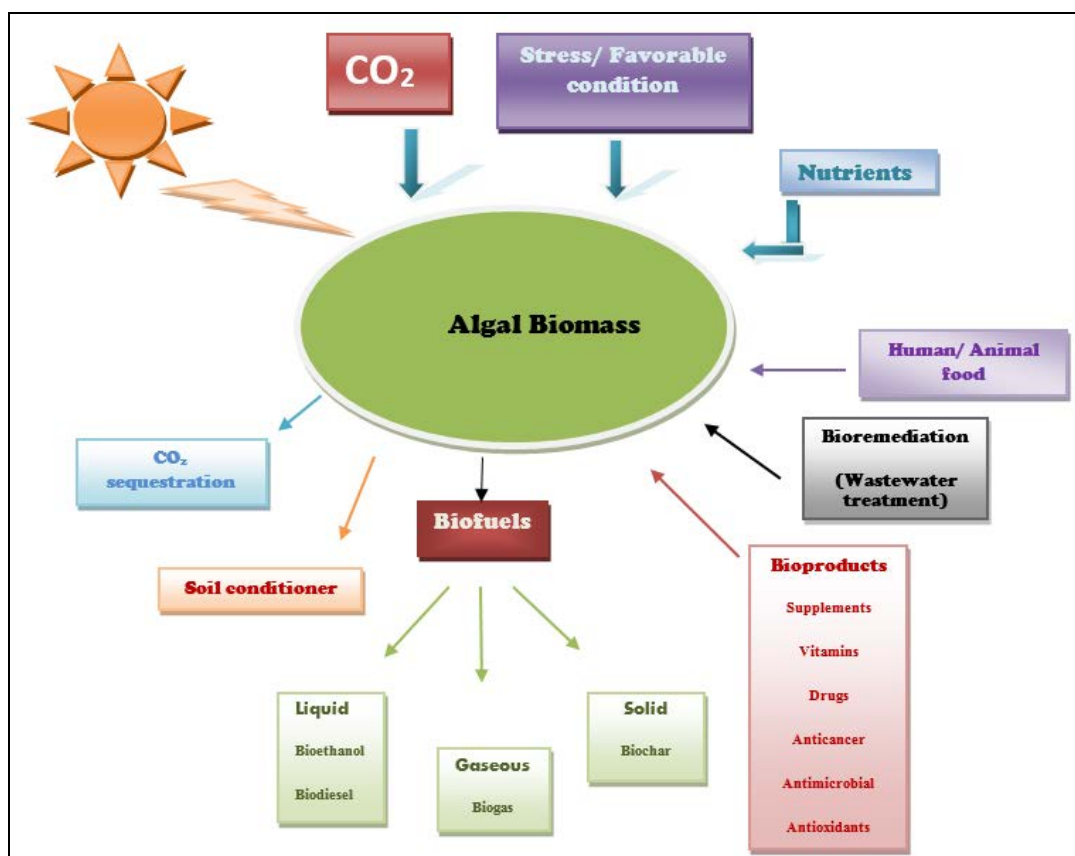 CO₂
Stress/ Favorable
condition
Nutrients
Algal Biomass
Human/ Animal
food
Bioremediation
(Wastewater
treatment)
CO₂
sequestration
Biofuels
Soil conditioner
Bioproducts
Supplements
Vitamins
Drugs
Anticancer
Antimicrobial
Antioxidants
Liquid
Bioethanol
Biodiesel
Gaseous
Biogas
Solid
Biochar